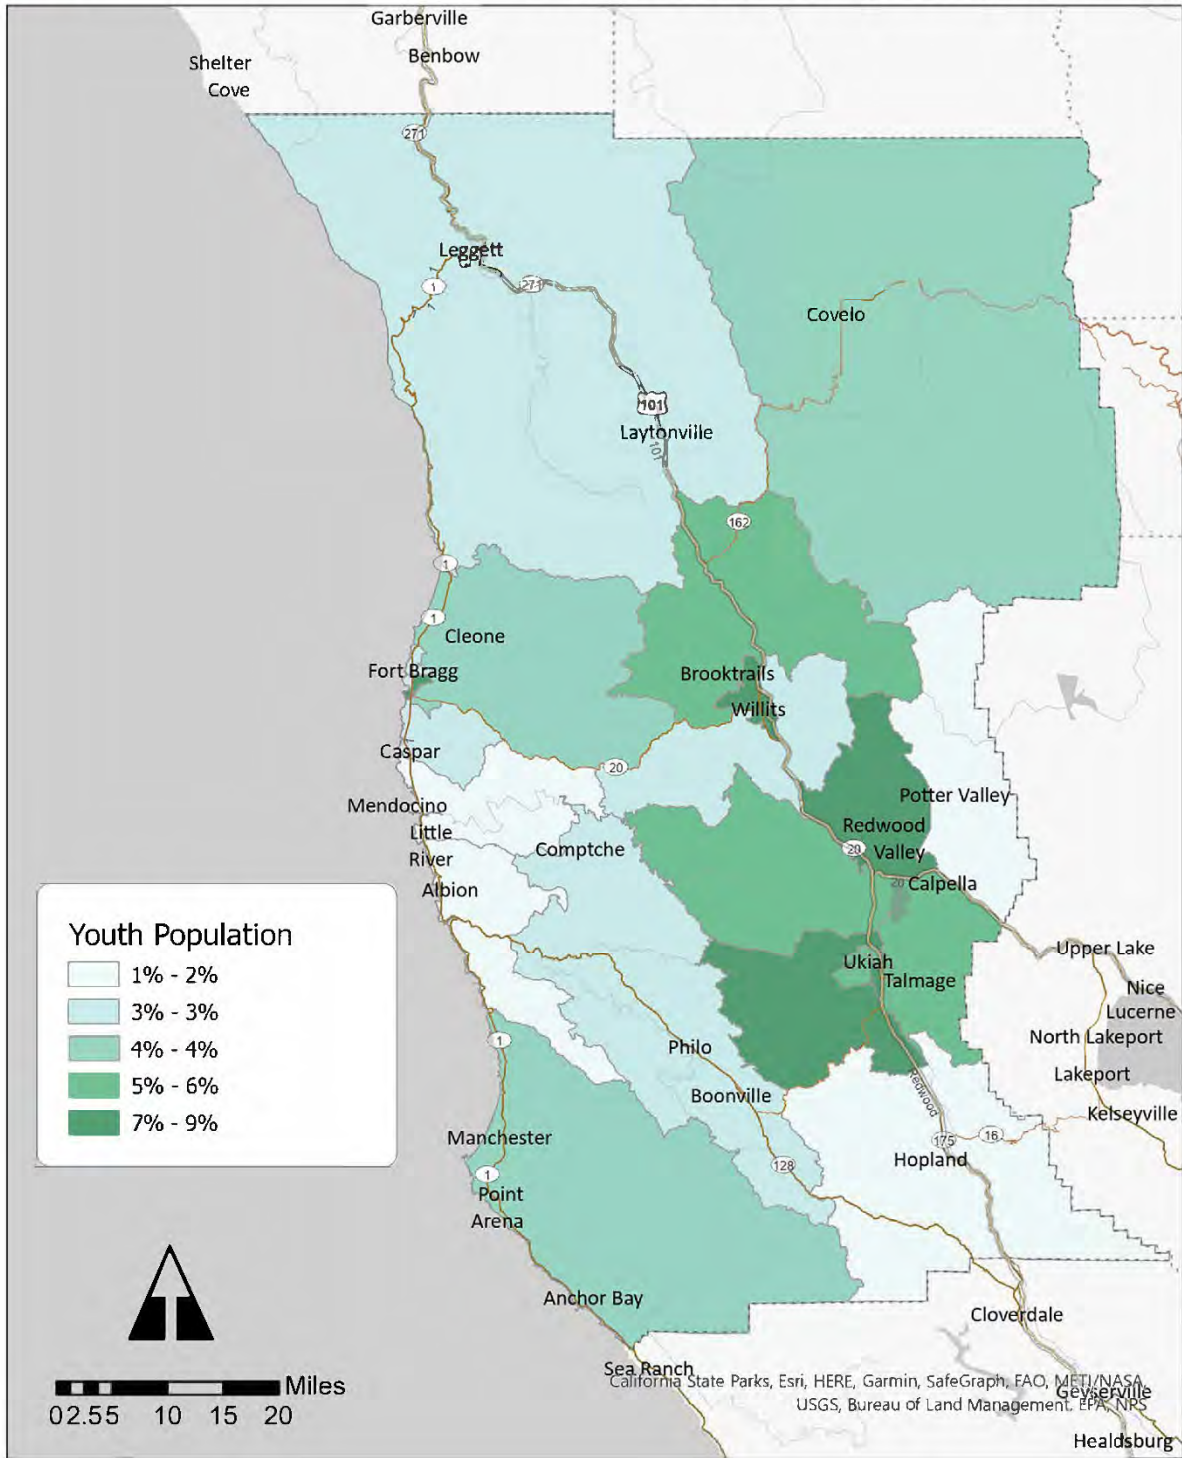 Garberville
Benbow
Shelter
Cove
271
Leggett
1
271
Covelo
101
Laytonville
101
162
1
1
Cleone
Fort Bragg
Brooktrails
Willits
Caspar
20
Mendocino
Potter Valley
Little
River
Redwood
Valley
20
Comptche
Albion
20
Calpella
Youth Population
1% - 2%
3% - 3%
4% - 4%
5% - 6%
7% - 9%
Ukiah
Talmage
Upper Lake
Nice
Lucerne
North Lakeport
Lakeport
Kelseyville
1
Philo
Boonville
Redwood
Manchester
175
16
Hopland
128
1
Point
Arena
Anchor Bay
Cloverdale
Sea Ranch
Geyserville
Healdsburg
Miles
0 2.5 5 10 15 20
California State Parks, Esri, HERE, Garmin, SafeGraph, FAO, METI/NASA,
USGS, Bureau of Land Management, EPA, NPS